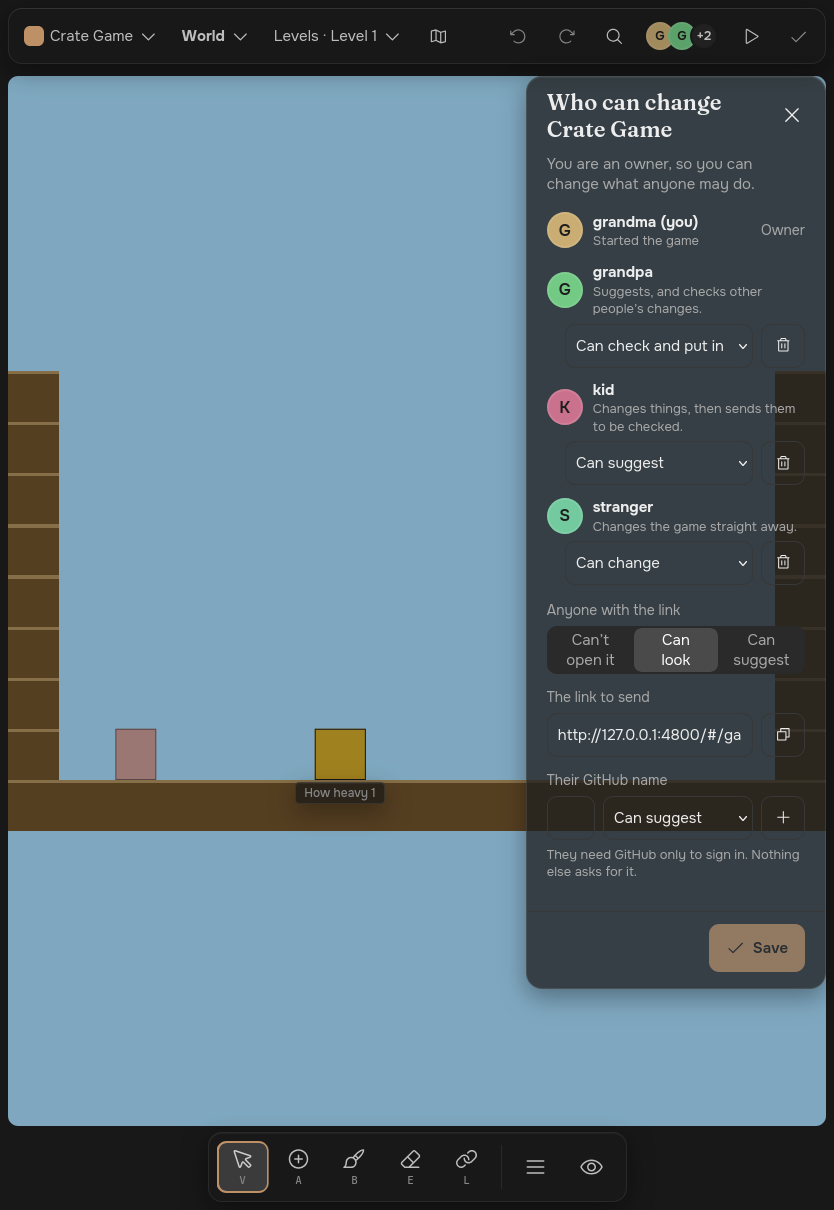 Crate Game
World
Levels · Level 1
G
G
+2
Who can change
Crate Game
You are an owner, so you can
change what anyone may do.
G
grandma (you)
Started the game
Owner
G
grandpa
Suggests, and checks other
people's changes.
Can check and put in
K
kid
Changes things, then sends them
to be checked.
Can suggest
S
stranger
Changes the game straight away.
Can change
Anyone with the link
Can't
open it
Can
look
Can
suggest
The link to send
http://127.0.0.1:4800/#/ga
Their GitHub name
Can suggest
They need GitHub only to sign in. Nothing
else asks for it.
Save
How heavy 1
V
A
B
E
L